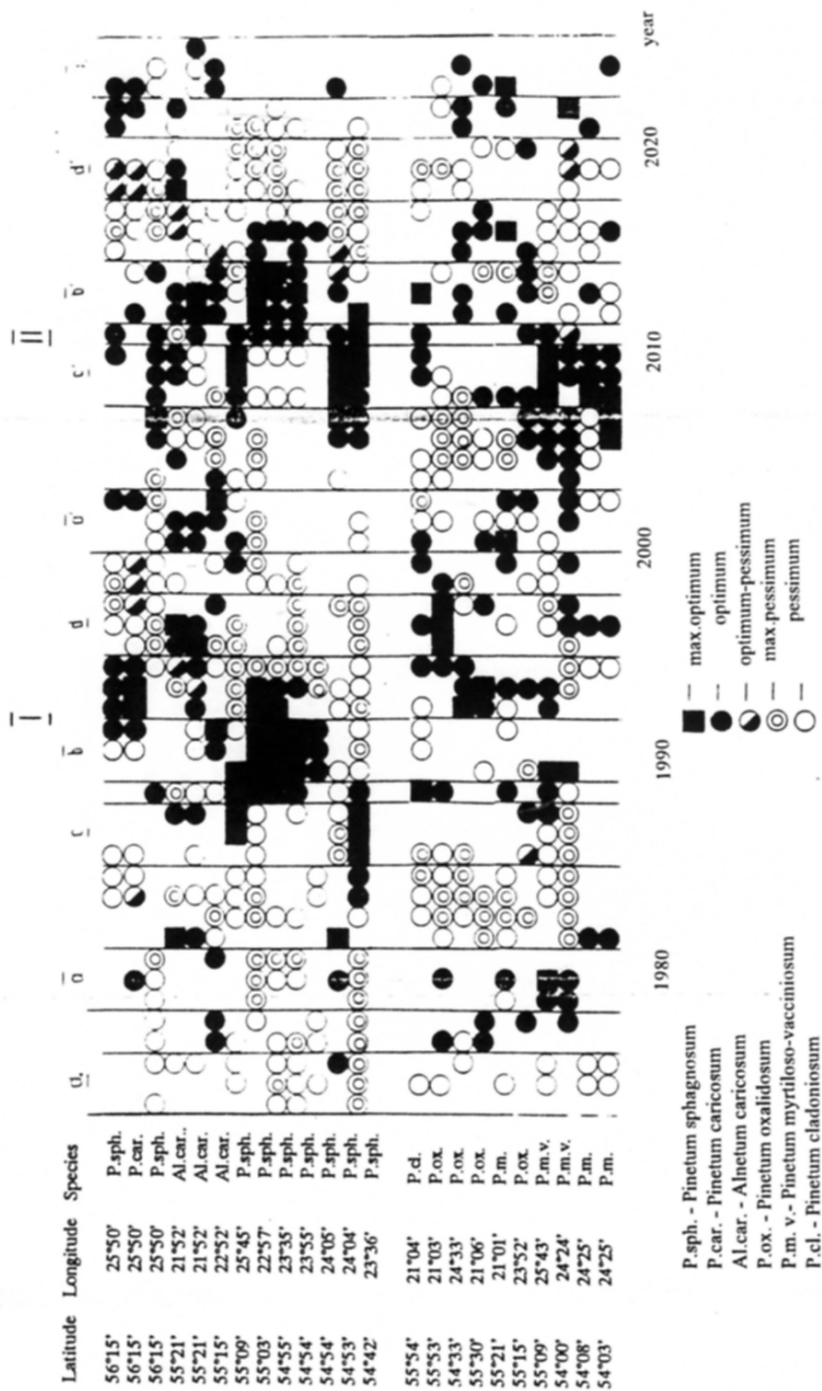 I II
d. a c b d a c b d
Latitude Longitude Species
56°15' 25°50' P.sph.
56°15' 25°50' P.car.
56°15' 25°50' P.sph.
55°21' 21°52' Al.car..
55°21' 21°52' Al.car.
55°15' 22°52' Al.car.
55°09' 25°45' P.sph.
55°03' 22°57' P.sph.
54°55' 23°35' P.sph.
54°54' 23°55' P.sph.
54°54' 24°05' P.sph.
54°53' 24°04' P.sph.
54°42' 23°36' P.sph.
55°54' 21°04' P.cl.
55°53' 21°03' P.ox.
54°33' 24°33' P.ox.
55°30' 21°06' P.ox.
55°21' 21°01' P.m.
55°15' 23°52' P.ox.
55°09' 25°43' P.m.v.
54°00' 24°24' P.m.v.
54°08' 24°25' P.m.
54°03' 24°25' P.m.
1980 1990 2000 2010 2020 year
P.sph. - Pinetum sphagnosum
P.car. - Pinetum caricosum
Al.car. - Alnetum caricosum
P.ox. - Pinetum oxalidosum
P.m. v.- Pinetum myrtiloso-vacciniosum
P.cl. - Pinetum cladoniosum
— max.optimum
— optimum
— optimum-pessimum
— max.pessimum
— pessimum